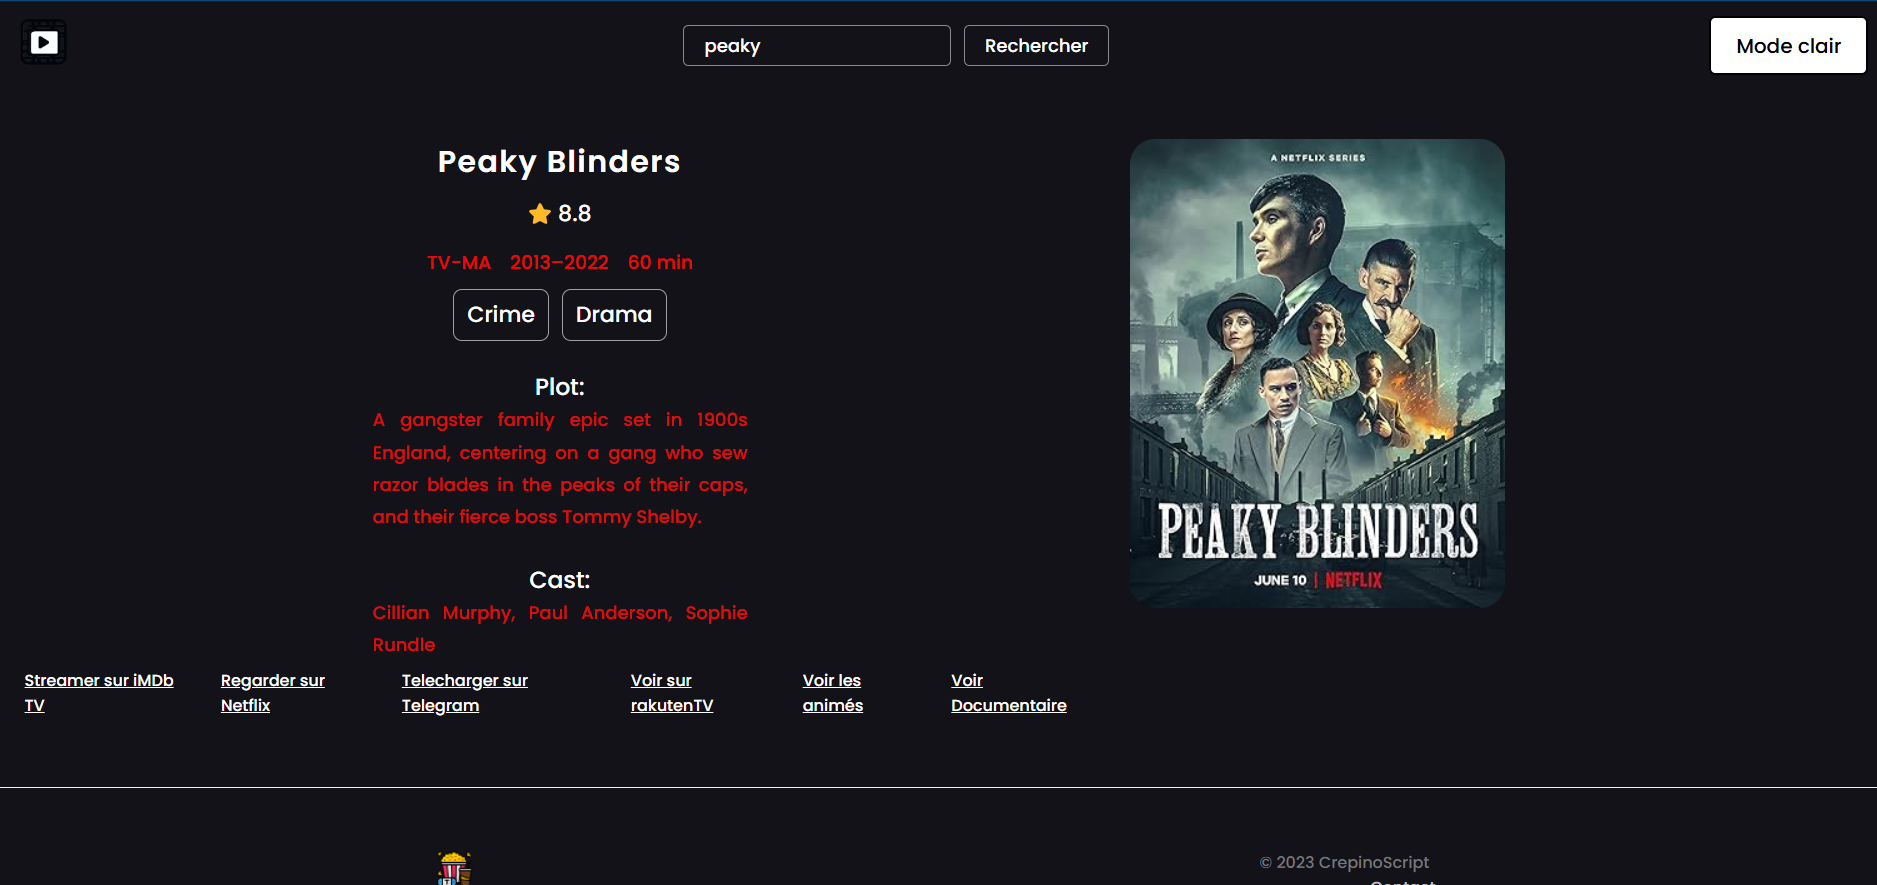 peaky
Rechercher
Mode clair
Peaky Blinders
8.8
TV-MA 2013–2022 60 min
Crime Drama
Plot:
A gangster family epic set in 1900s
England, centering on a gang who sew
razor blades in the peaks of their caps,
and their fierce boss Tommy Shelby.
Cast:
Cillian Murphy, Paul Anderson, Sophie
Rundle
A NETFLIX SERIES
PEAKY BLINDERS
JUNE 10 | NETFLIX
Streamer sur iMDb
TV
Regarder sur
Netflix
Telecharger sur
Telegram
Voir sur
rakutenTV
Voir les
animés
Voir
Documentaire
© 2023 CrepinoScript